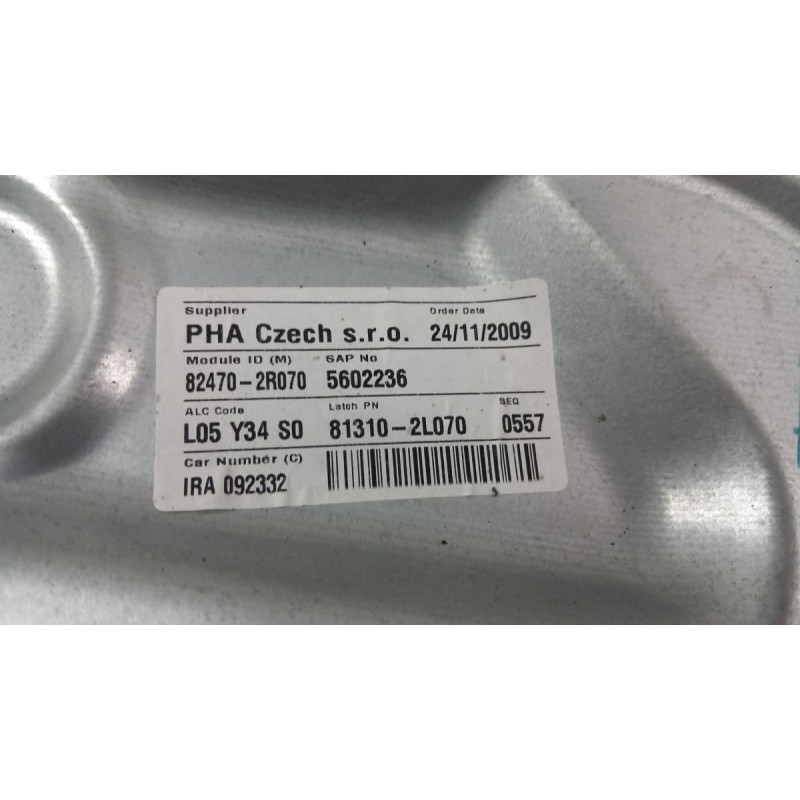 Supplier Order Date
PHA Czech s.r.o. 24/11/2009
Module ID (M) SAP No
82470-2R070 5602236
ALC Code Latch PN SEQ
L05 Y34 S0 81310-2L070 0557
Car Number (C)
IRA 092332